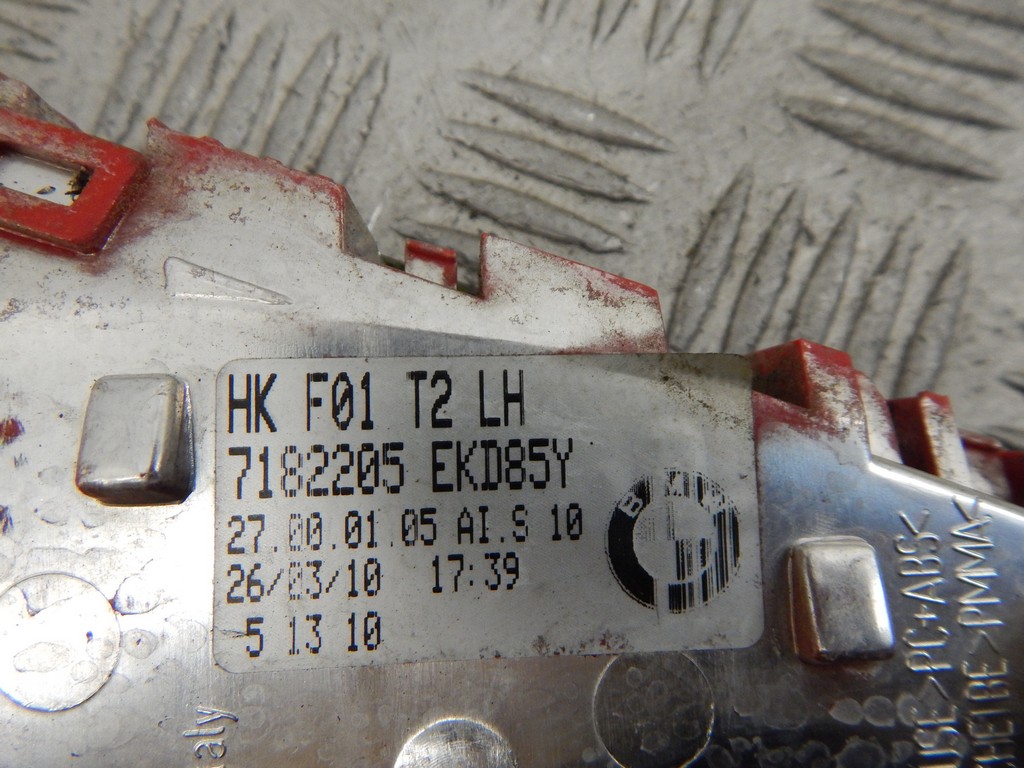 HK F01 T2 LH
7182205 EKD85Y
27.00.01.05 AI.S 10
26/03/10 17:39
5 13 10
B
>PC+ABS<
>PMMA<